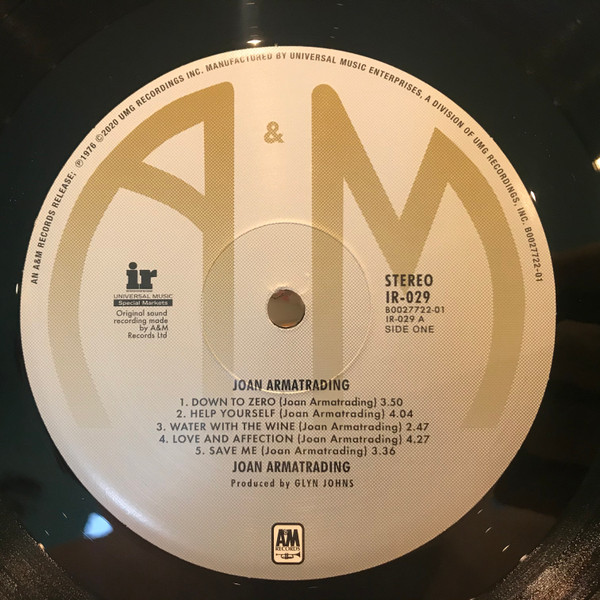 AN A&M RECORDS RELEASE; ℗1976 ©2020 UMG RECORDINGS INC. MANUFACTURED BY UNIVERSAL MUSIC ENTERPRISES, A DIVISION OF UMG RECORDINGS, INC. B0027722-01
A & M
ir
UNIVERSAL MUSIC
Special Markets
Original sound
recording made
by A&M
Records Ltd
STEREO
IR-029
B0027722-01
IR-029 A
SIDE ONE
JOAN ARMATRADING
1. DOWN TO ZERO (Joan Armatrading) 3.50
2. HELP YOURSELF (Joan Armatrading) 4.04
3. WATER WITH THE WINE (Joan Armatrading) 2.47
4. LOVE AND AFFECTION (Joan Armatrading) 4.27
5. SAVE ME (Joan Armatrading) 3.36
JOAN ARMATRADING
Produced by GLYN JOHNS
A&M
RECORDS